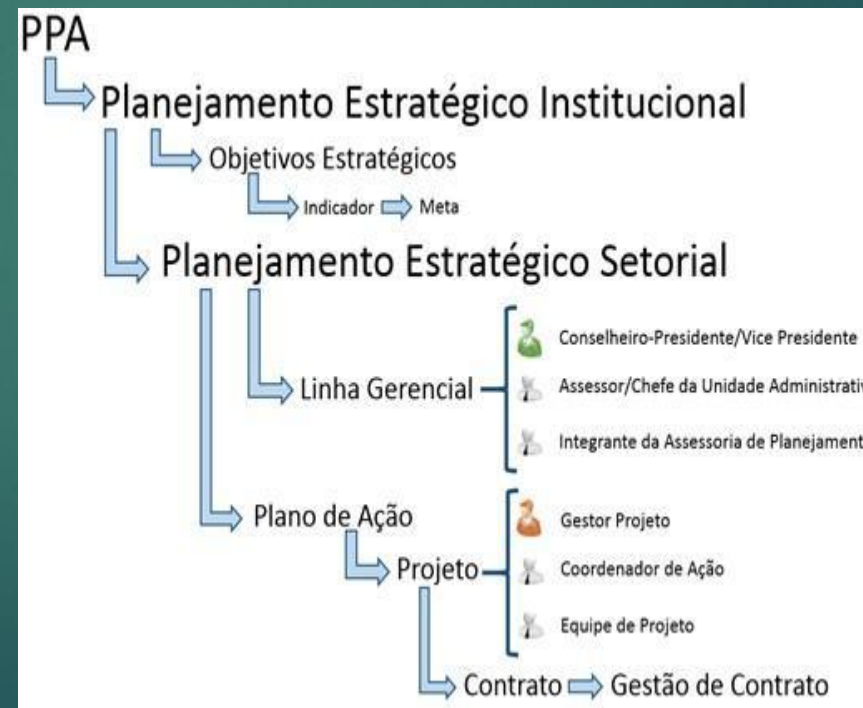 PPA
Planejamento Estratégico Institucional
Objetivos Estratégicos
Indicador Meta
Planejamento Estratégico Setorial
Conselheiro-Presidente/Vice Presidente
Linha Gerencial
Assessor/Chefe da Unidade Administrativ
Integrante da Assessoria de Planejament
Plano de Ação
Gestor Projeto
Projeto
Coordenador de Ação
Equipe de Projeto
Contrato Gestão de Contrato